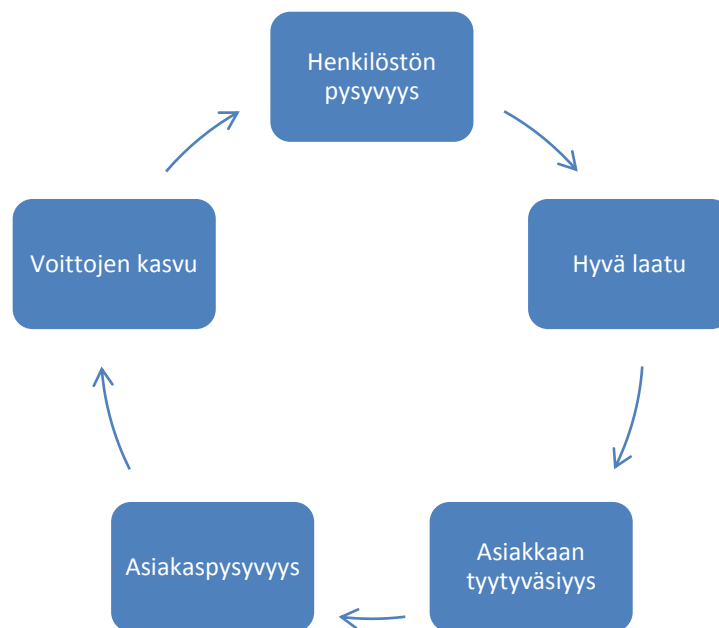 Henkilöstön
pysyvyys
Hyvä laatu
Asiakkaan
tyytyväsiyys
Asiakaspysyvyys
Voittojen kasvu